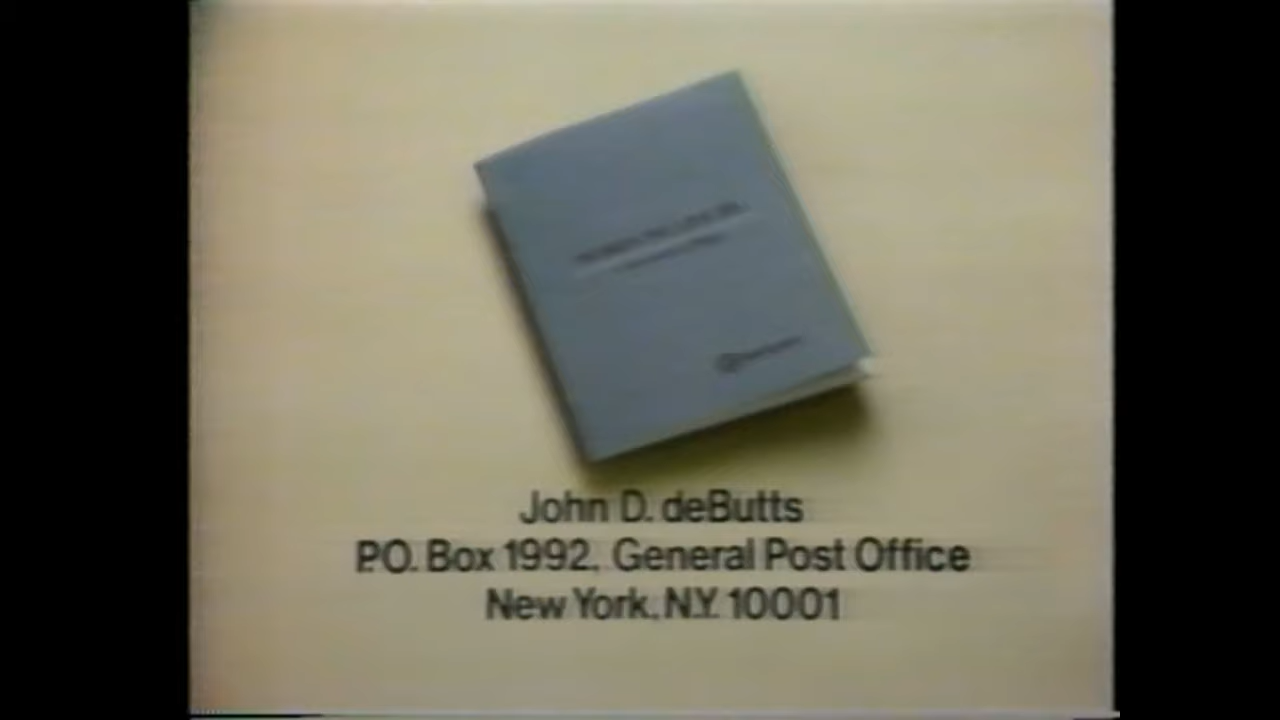 John D. deButts
P.O. Box 1992, General Post Office
New York, N.Y. 10001